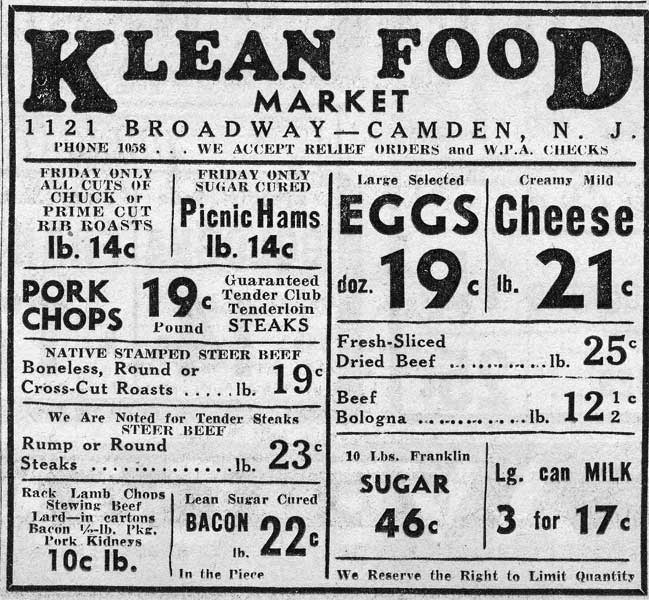 KLEAN FOOD
MARKET
1121 BROADWAY—CAMDEN, N. J.
PHONE 1058 . . . WE ACCEPT RELIEF ORDERS and W.P.A. CHECKS
FRIDAY ONLY
ALL CUTS OF
CHUCK or
PRIME CUT
RIB ROASTS
lb. 14c
FRIDAY ONLY
SUGAR CURED
Picnic Hams
lb. 14c
PORK
CHOPS
19c
Pound
Guaranteed
Tender Club
Tenderloin
STEAKS
NATIVE STAMPED STEER BEEF
Boneless, Round or
Cross-Cut Roasts ..... lb. 19c
We Are Noted for Tender Steaks
STEER BEEF
Rump or Round
Steaks .............. lb. 23c
Rack Lamb Chops
Stewing Beef
Lard—in cartons
Bacon ½-lb. Pkg.
Pork Kidneys
10c lb.
Lean Sugar Cured
BACON
lb. 22c
In the Piece
Large Selected
EGGS
doz. 19c
Creamy Mild
Cheese
lb. 21c
Fresh-Sliced
Dried Beef .......... lb. 25c
Beef
Bologna .............. lb. 12 1/2 c
10 Lbs. Franklin
SUGAR
46c
Lg. can MILK
3 for 17c
We Reserve the Right to Limit Quantity